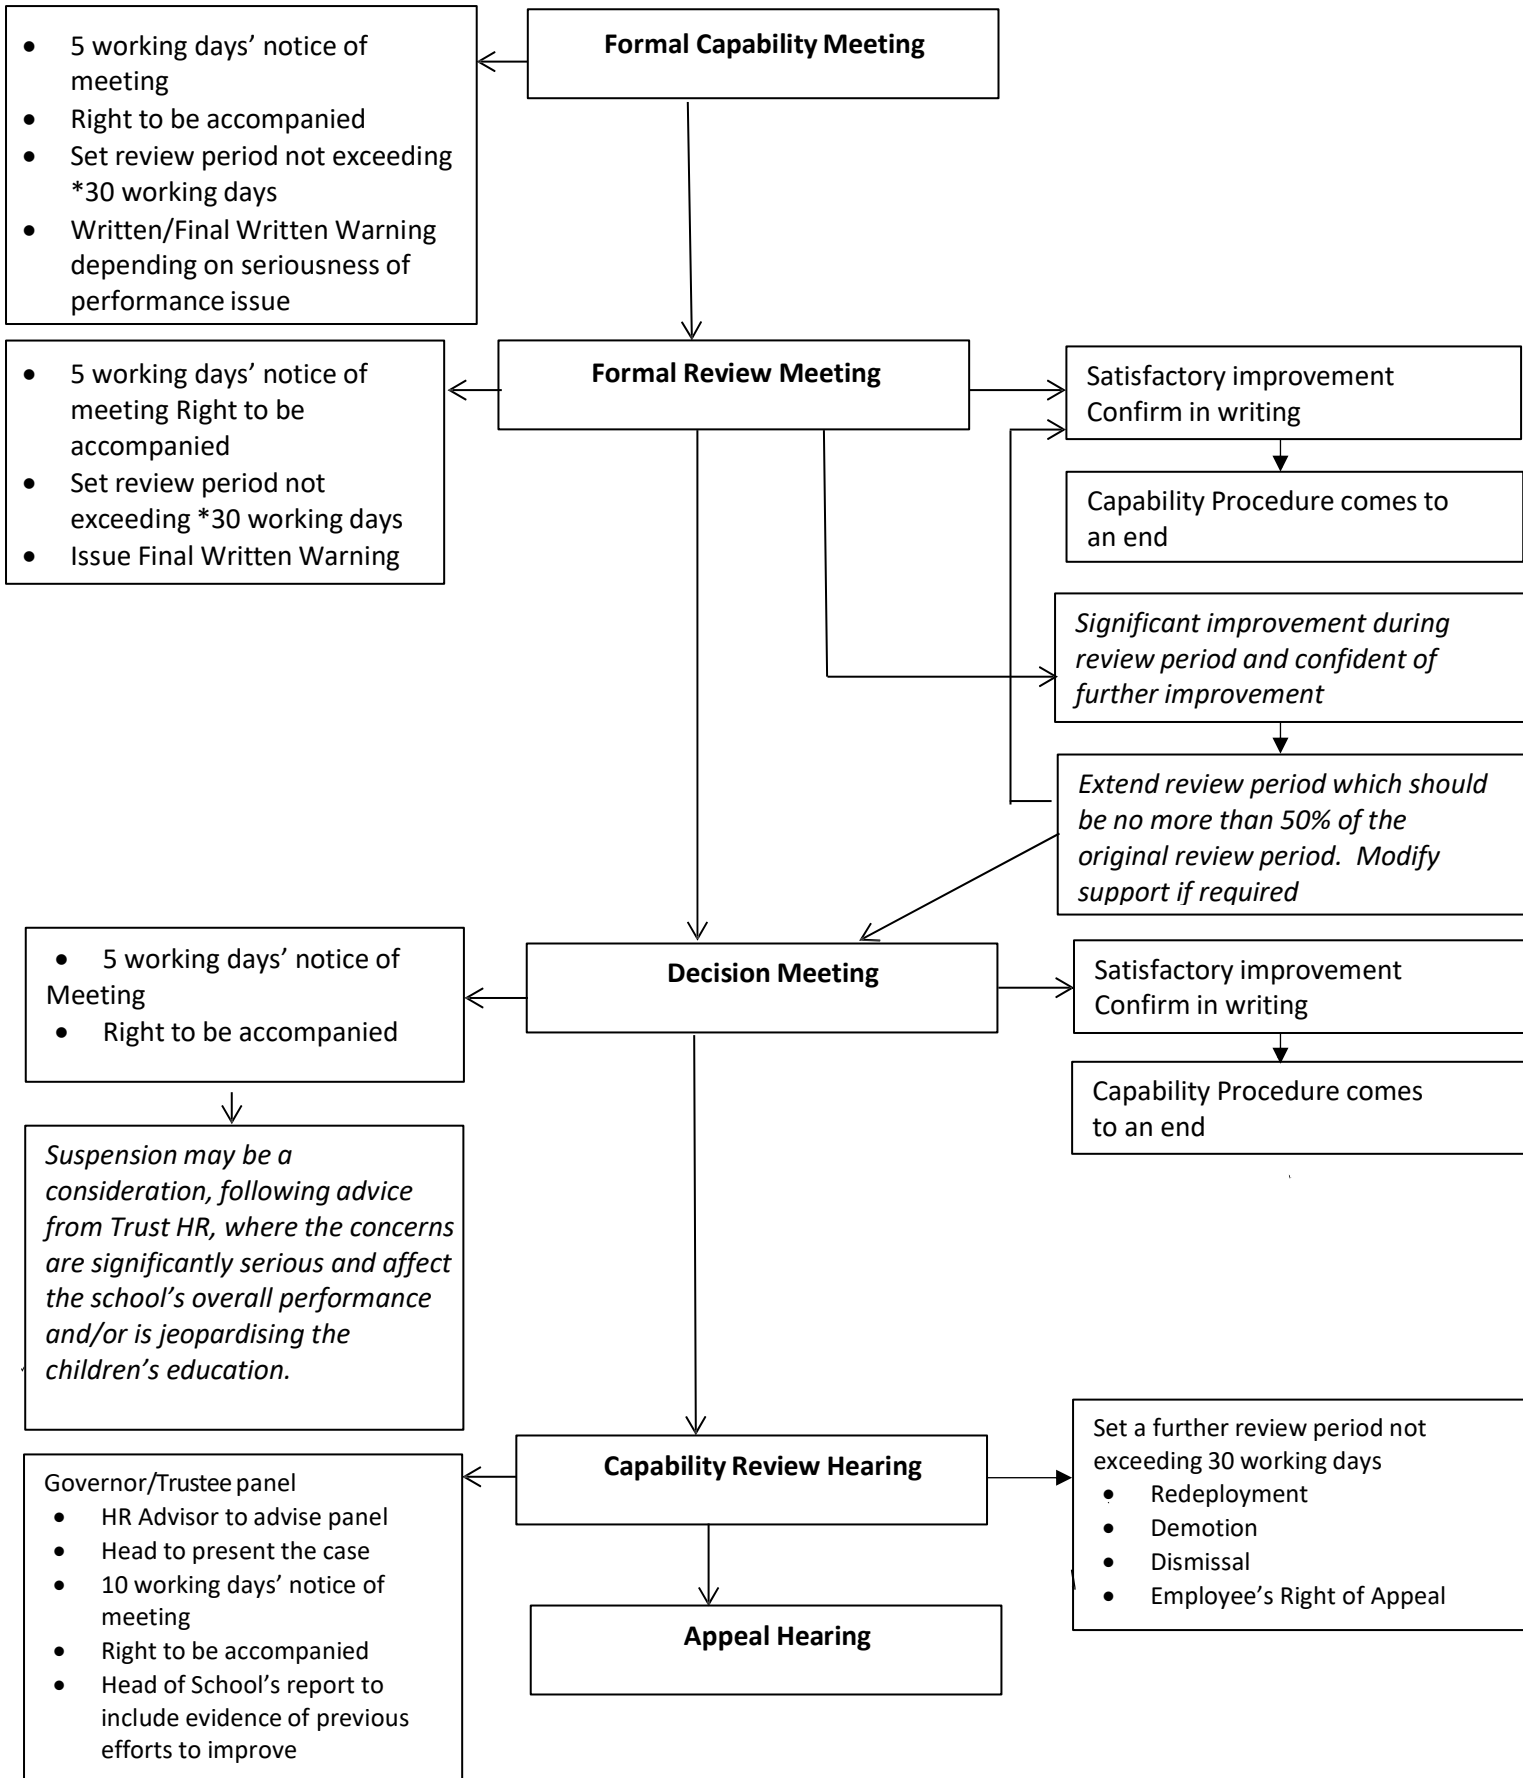 Formal Capability Meeting
• 5 working days’ notice of
meeting
• Right to be accompanied
• Set review period not exceeding
*30 working days
• Written/Final Written Warning
depending on seriousness of
performance issue
Formal Review Meeting
• 5 working days’ notice of
meeting Right to be
accompanied
• Set review period not
exceeding *30 working days
• Issue Final Written Warning
Satisfactory improvement
Confirm in writing
Capability Procedure comes to
an end
Significant improvement during
review period and confident of
further improvement
Extend review period which should
be no more than 50% of the
original review period.  Modify
support if required
Decision Meeting
• 5 working days’ notice of
Meeting
• Right to be accompanied
Satisfactory improvement
Confirm in writing
Capability Procedure comes
to an end
Suspension may be a
consideration, following advice
from Trust HR, where the concerns
are significantly serious and affect
the school’s overall performance
and/or is jeopardising the
children’s education.
Capability Review Hearing
Governor/Trustee panel
• HR Advisor to advise panel
• Head to present the case
• 10 working days’ notice of
meeting
• Right to be accompanied
• Head of School’s report to
include evidence of previous
efforts to improve
Set a further review period not
exceeding 30 working days
• Redeployment
• Demotion
• Dismissal
• Employee’s Right of Appeal
Appeal Hearing